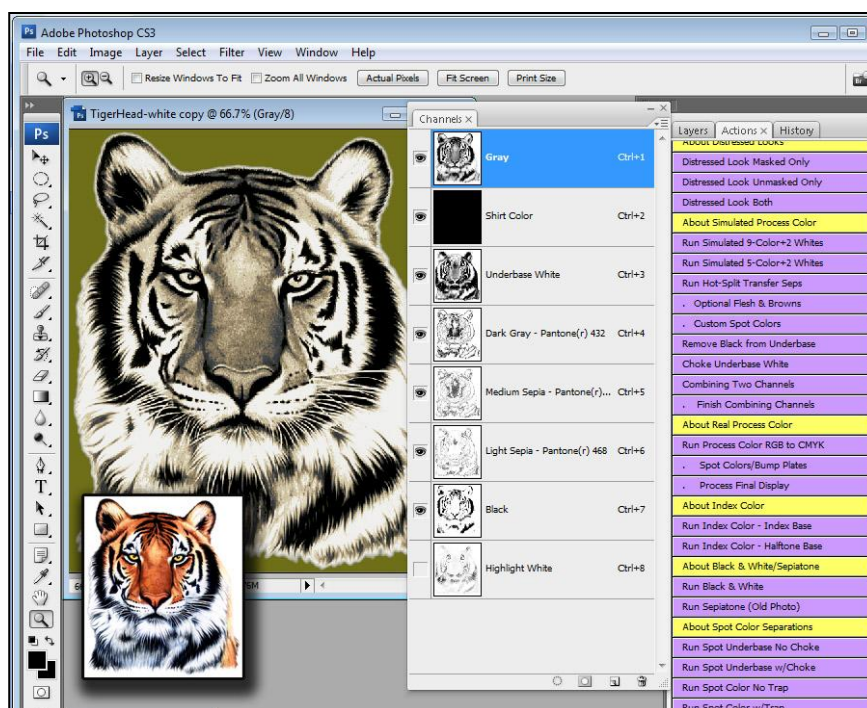 Ps Adobe Photoshop CS3
File Edit Image Layer Select Filter View Window Help
Resize Windows To Fit Zoom All Windows Actual Pixels Fit Screen Print Size
Ps
TigerHead-white copy @ 66.7% (Gray/8)
Channels ×
Gray Ctrl+1
Shirt Color Ctrl+2
Underbase White Ctrl+3
Dark Gray - Pantone(r) 432 Ctrl+4
Medium Sepia - Pantone(r)... Ctrl+5
Light Sepia - Pantone(r) 468 Ctrl+6
Black Ctrl+7
Highlight White Ctrl+8
Layers Actions × History
About Distressed Looks
Distressed Look Masked Only
Distressed Look Unmasked Only
Distressed Look Both
About Simulated Process Color
Run Simulated 9-Color+2 Whites
Run Simulated 5-Color+2 Whites
Run Hot-Split Transfer Seps
. Optional Flesh & Browns
. Custom Spot Colors
Remove Black from Underbase
Choke Underbase White
Combining Two Channels
. Finish Combining Channels
About Real Process Color
Run Process Color RGB to CMYK
. Spot Colors/Bump Plates
. Process Final Display
About Index Color
Run Index Color - Index Base
Run Index Color - Halftone Base
About Black & White/Sepiatone
Run Black & White
Run Sepiatone (Old Photo)
About Spot Color Separations
Run Spot Underbase No Choke
Run Spot Underbase w/Choke
Run Spot Color No Trap
Run Spot Color w/Trap